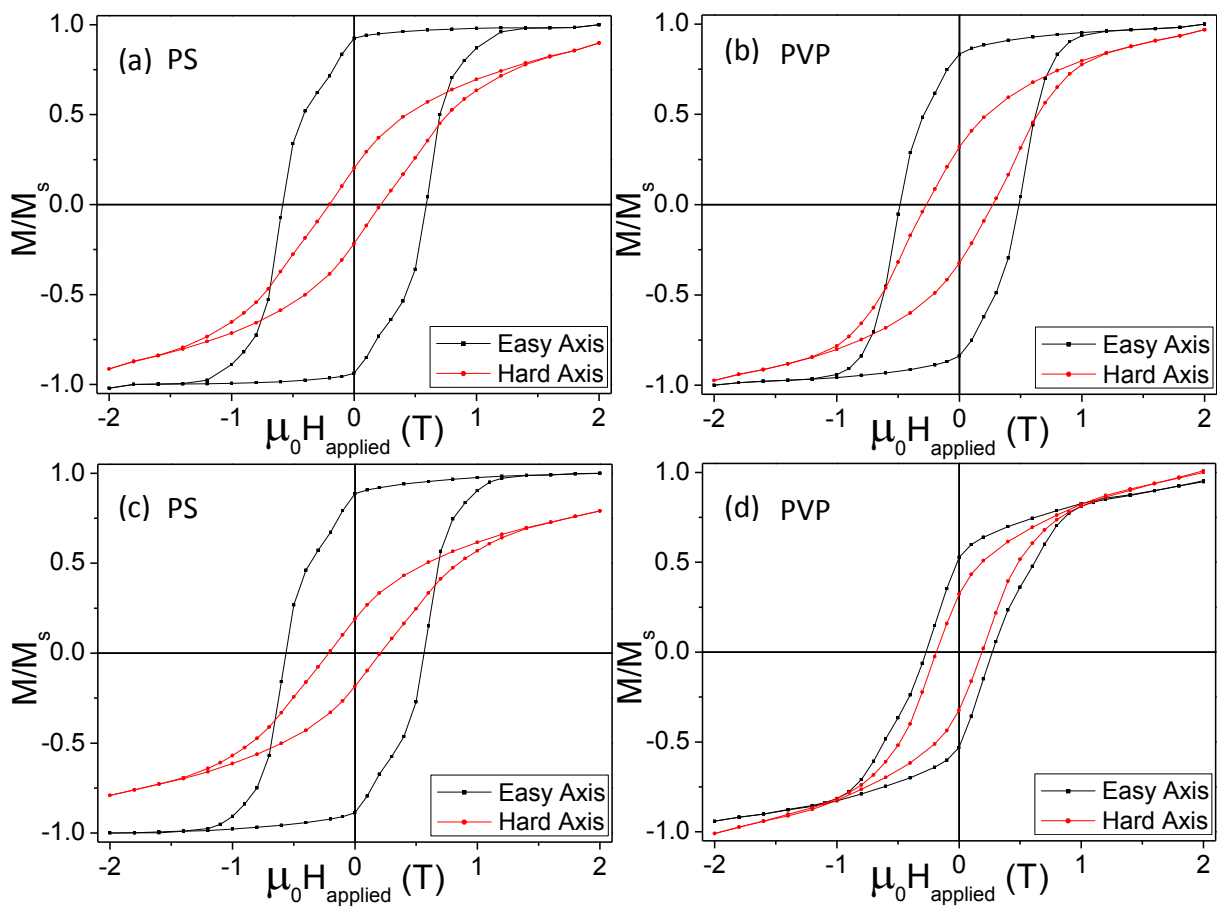 (a) PS
M/Ms
1.0
0.5
0.0
-0.5
-1.0
-2
-1
0
1
2
μ0Happlied (T)
Easy Axis
Hard Axis
(b) PVP
M/Ms
1.0
0.5
0.0
-0.5
-1.0
-2
-1
0
1
2
μ0Happlied (T)
Easy Axis
Hard Axis
(c) PS
M/Ms
1.0
0.5
0.0
-0.5
-1.0
-2
-1
0
1
2
μ0Happlied (T)
Easy Axis
Hard Axis
(d) PVP
M/Ms
1.0
0.5
0.0
-0.5
-1.0
-2
-1
0
1
2
μ0Happlied (T)
Easy Axis
Hard Axis